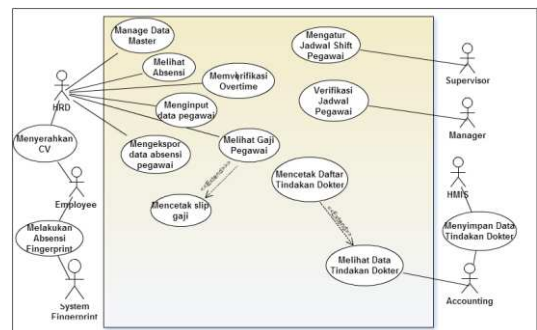 Manage Data
Master
Melihat
Absensi
Memverifikasi
Overtime
HRD
Menginput
data pegawai
Menyerahkan
CV
Mengekspor
data absensi
pegawai
Melihat Gaji
Pegawai
<<Extend>>
Mencetak slip
gaji
Employee
Melakukan
Absensi
Fingerprint
System
Fingerprint
Mengatur
Jadwal Shift
Pegawai
Supervisor
Verifikasi
Jadwal
Pegawai
Manager
Mencetak Daftar
Tindakan Dokter
<<Extend>>
Melihat Data
Tindakan Dokter
HMIS
Menyimpan Data
Tindakan Dokter
Accounting